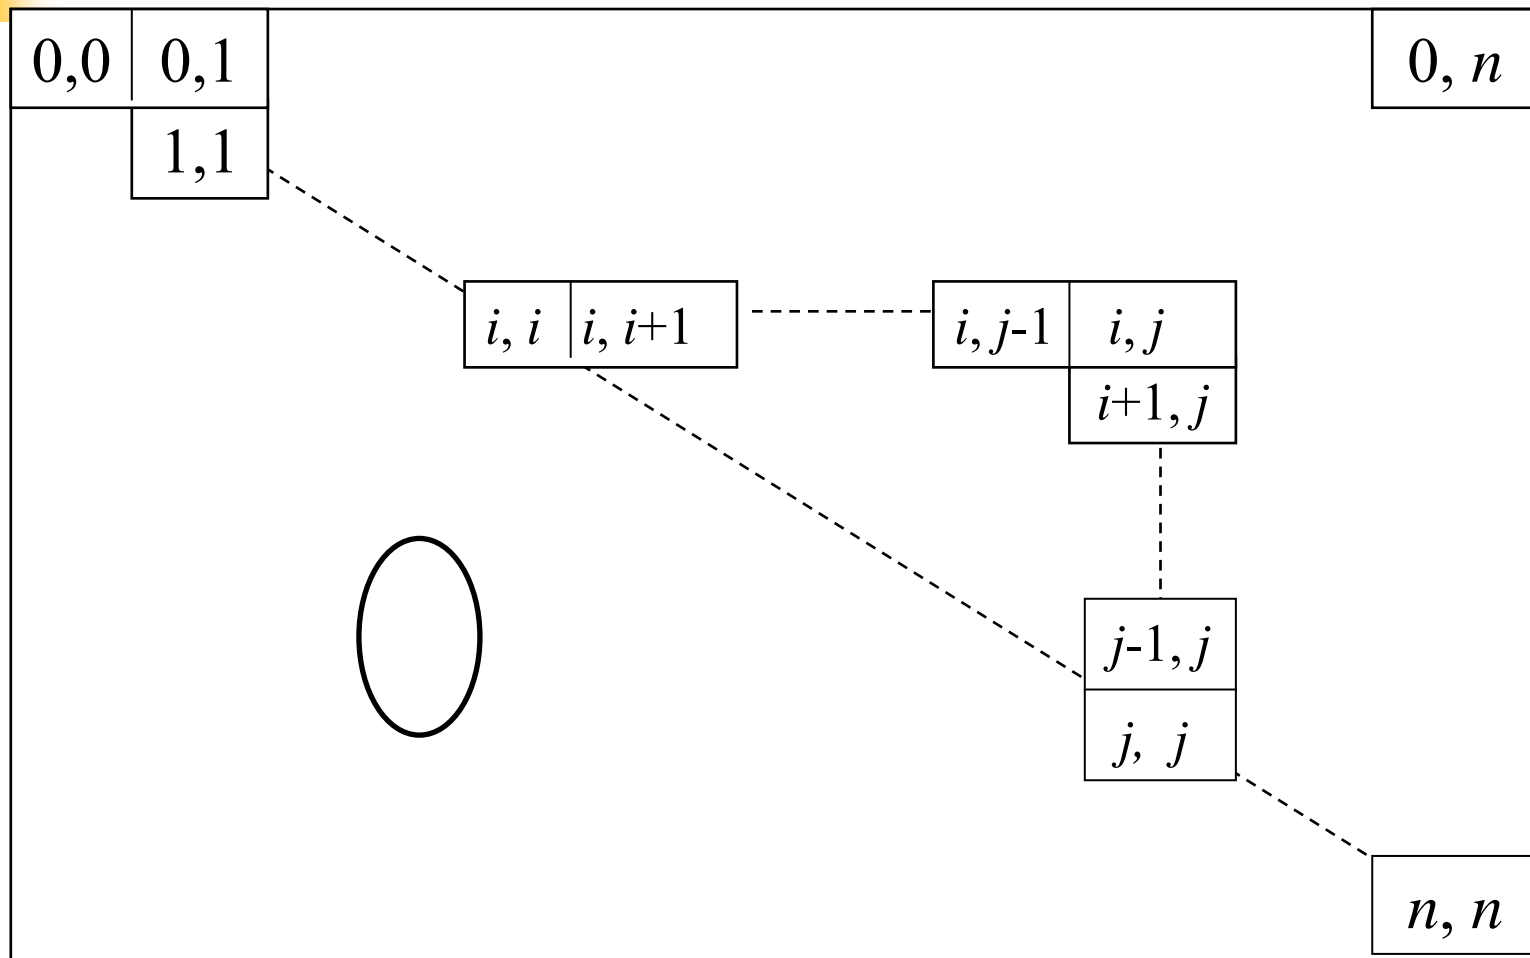 0,0 0,1 0, n
1,1
i, i i, i+1 i, j-1 i, j
i+1, j
j-1, j
j, j
n, n